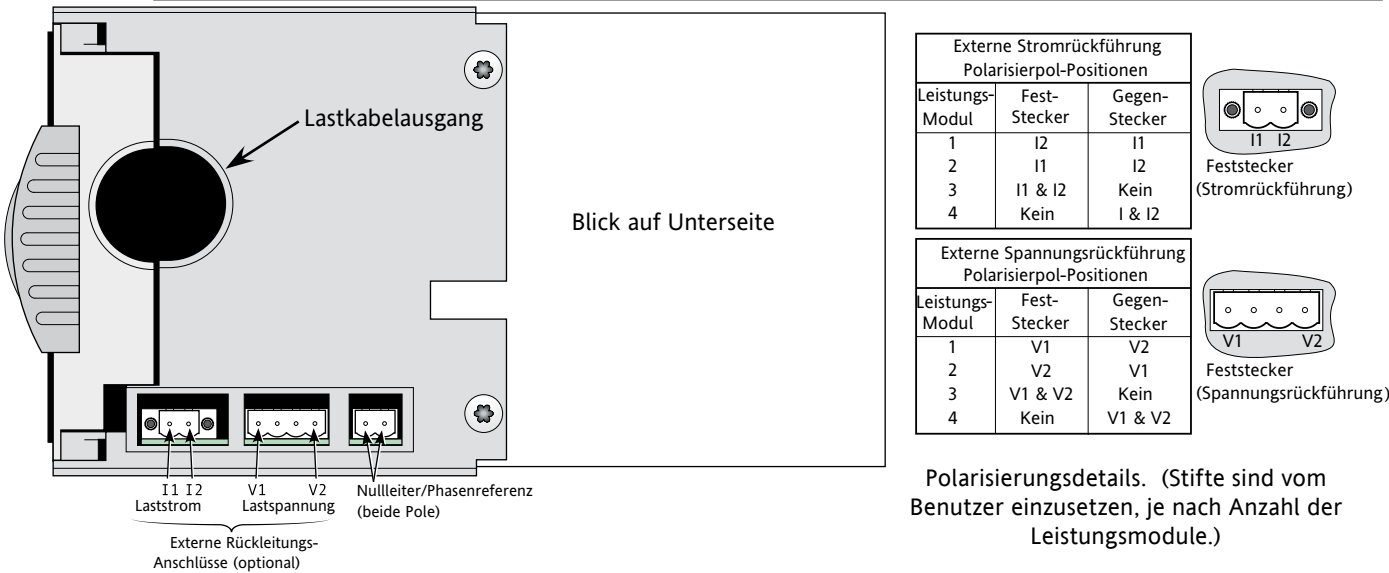 Lastkabelausgang
Blick auf Unterseite
I1 I2
Laststrom
V1 V2
Lastspannung
Nullleiter/Phasenreferenz
(beide Pole)
Externe Rückleitungs-
Anschlüsse (optional)
Externe Stromrückführung
Polarisierpol-Positionen
Leistungs- Fest- Gegen-
Modul Stecker Stecker
1 I2 I1
2 I1 I2
3 I1 & I2 Kein
4 Kein I & I2
I1 I2
Feststecker
(Stromrückführung)
Externe Spannungsrückführung
Polarisierpol-Positionen
Leistungs- Fest- Gegen-
Modul Stecker Stecker
1 V1 V2
2 V2 V1
3 V1 & V2 Kein
4 Kein V1 & V2
V1 V2
Feststecker
(Spannungsrückführung)
Polarisierungsdetails. (Stifte sind vom
Benutzer einzusetzen, je nach Anzahl der
Leistungsmodule.)